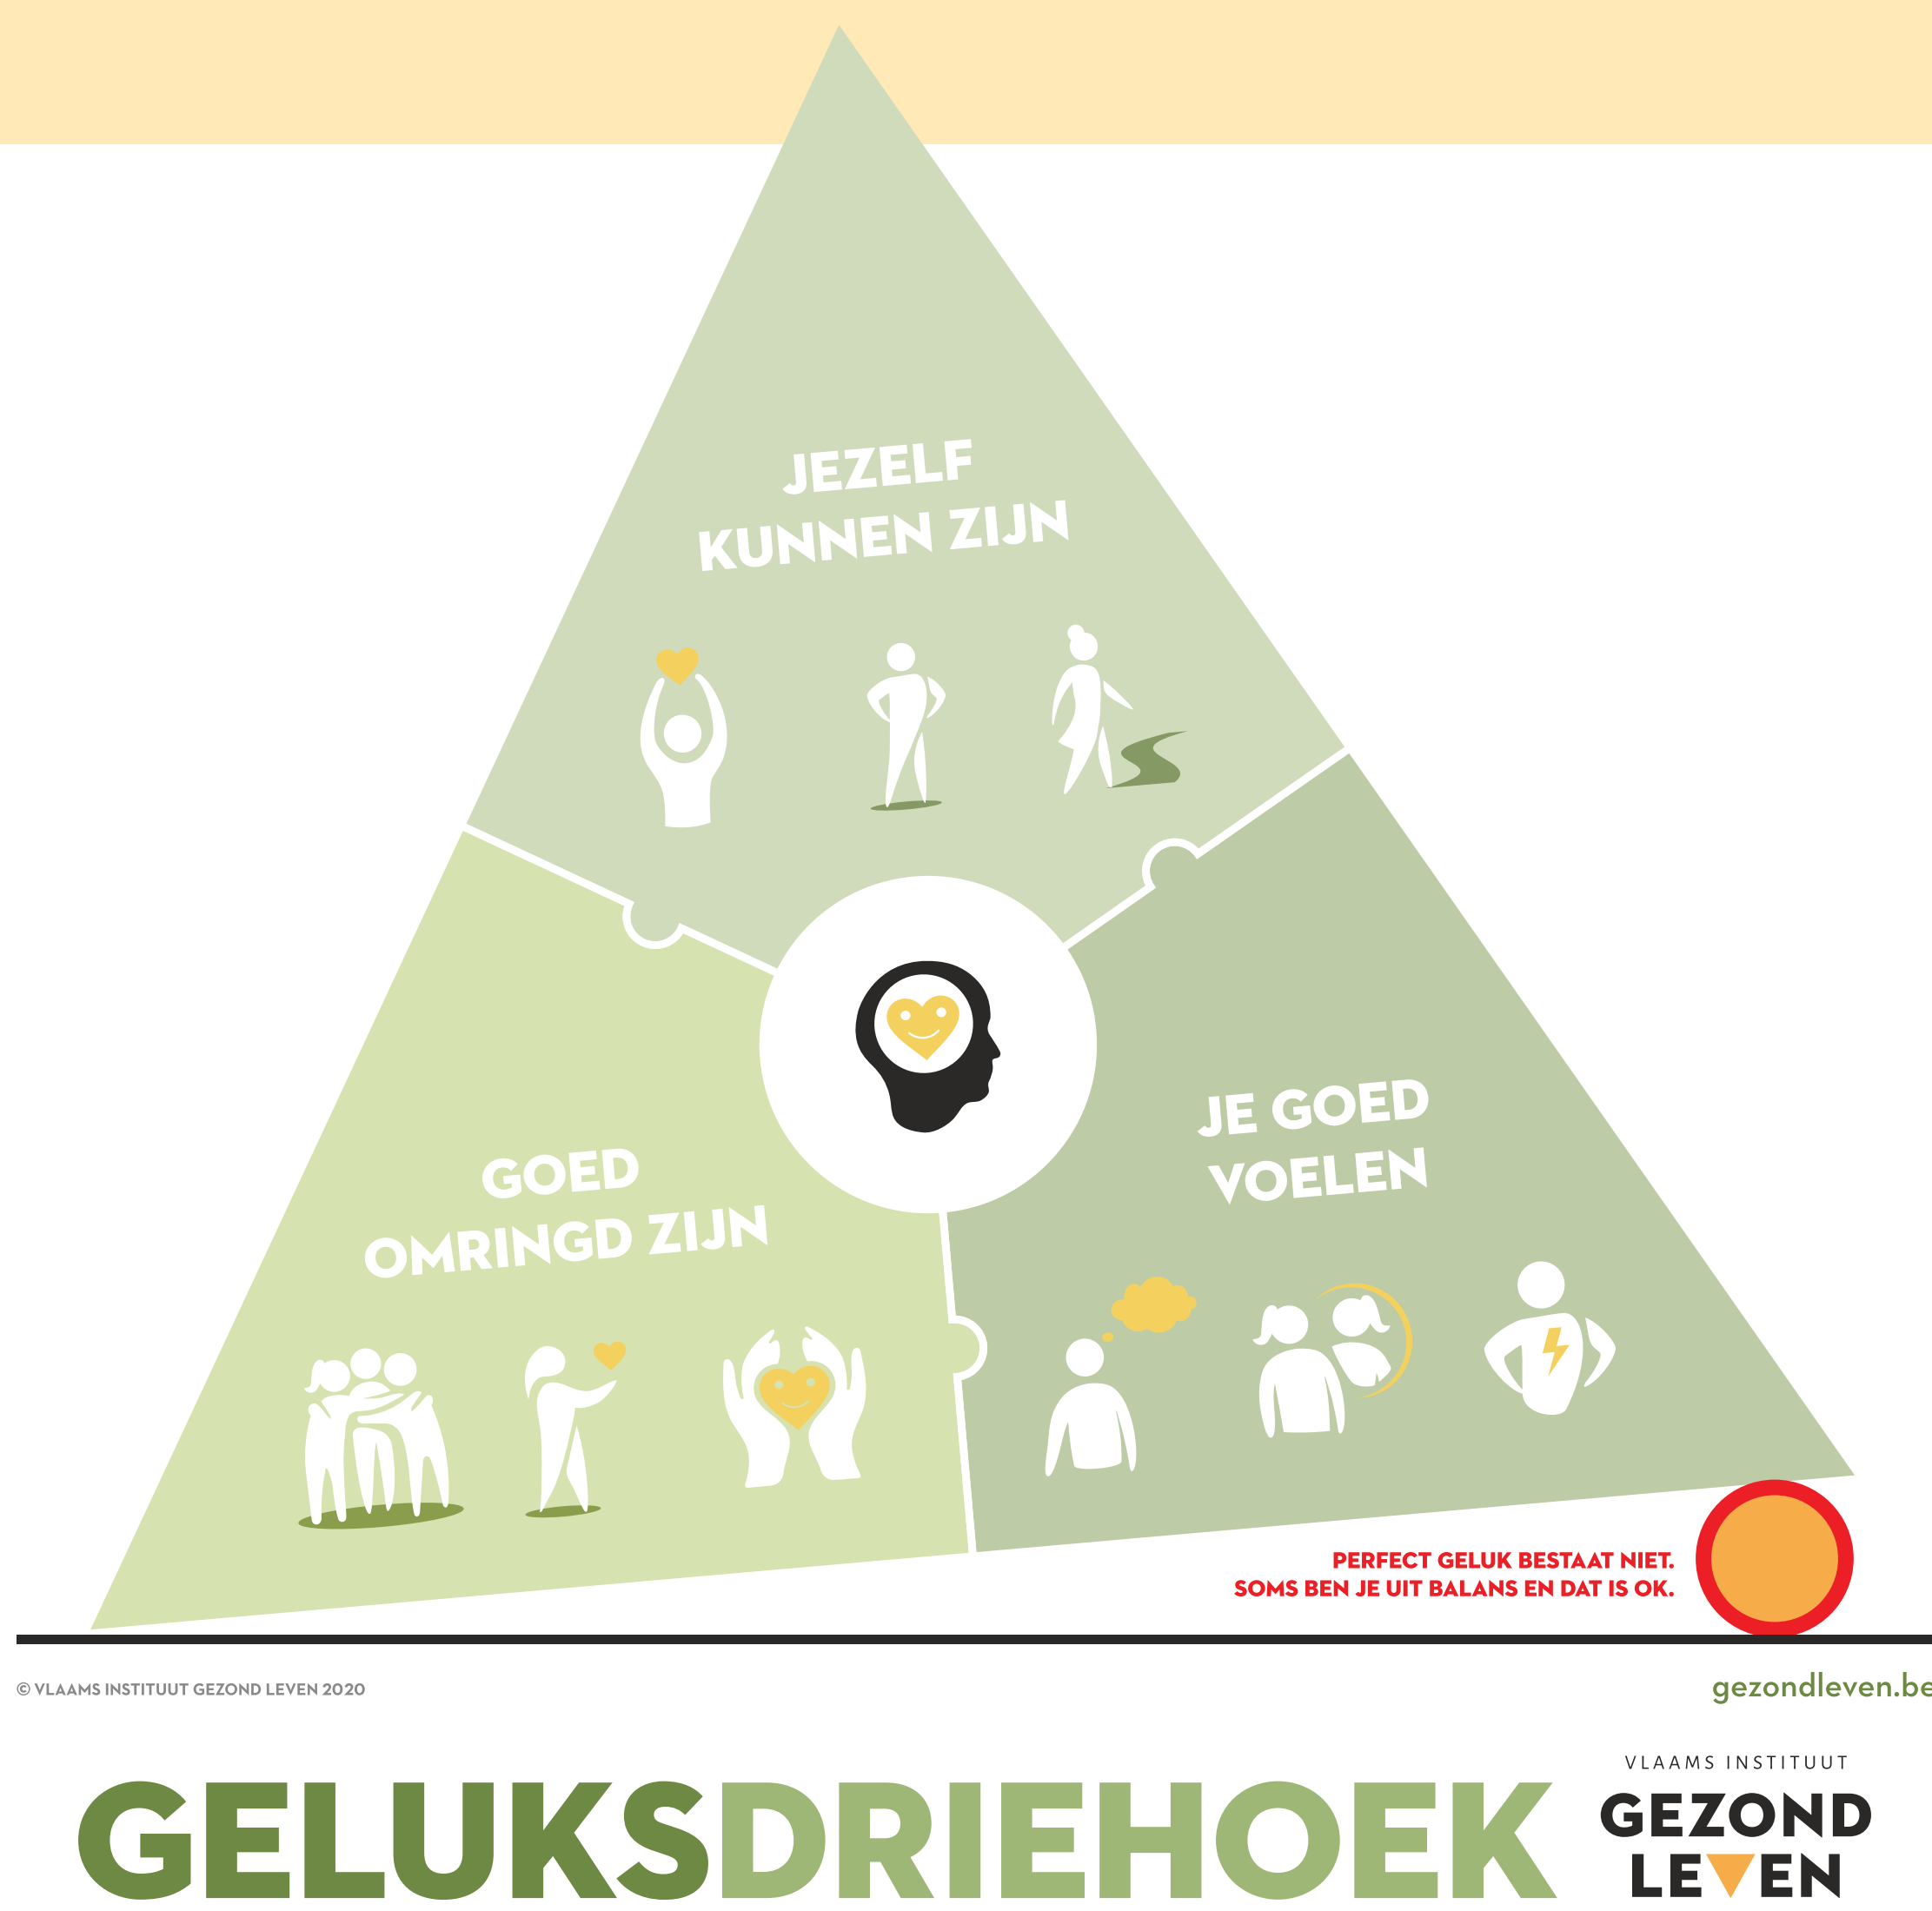 JEZELF
KUNNEN ZIJN
GOED
OMRINGD ZIJN
JE GOED
VOELEN
PERFECT GELUK BESTAAT NIET.
SOMS BEN JE UIT BALANS EN DAT IS OK.
© VLAAMS INSTITUUT GEZOND LEVEN 2020
gezondleven.be
GELUKSDRIEHOEK
VLAAMS INSTITUUT
GEZOND
LEVEN